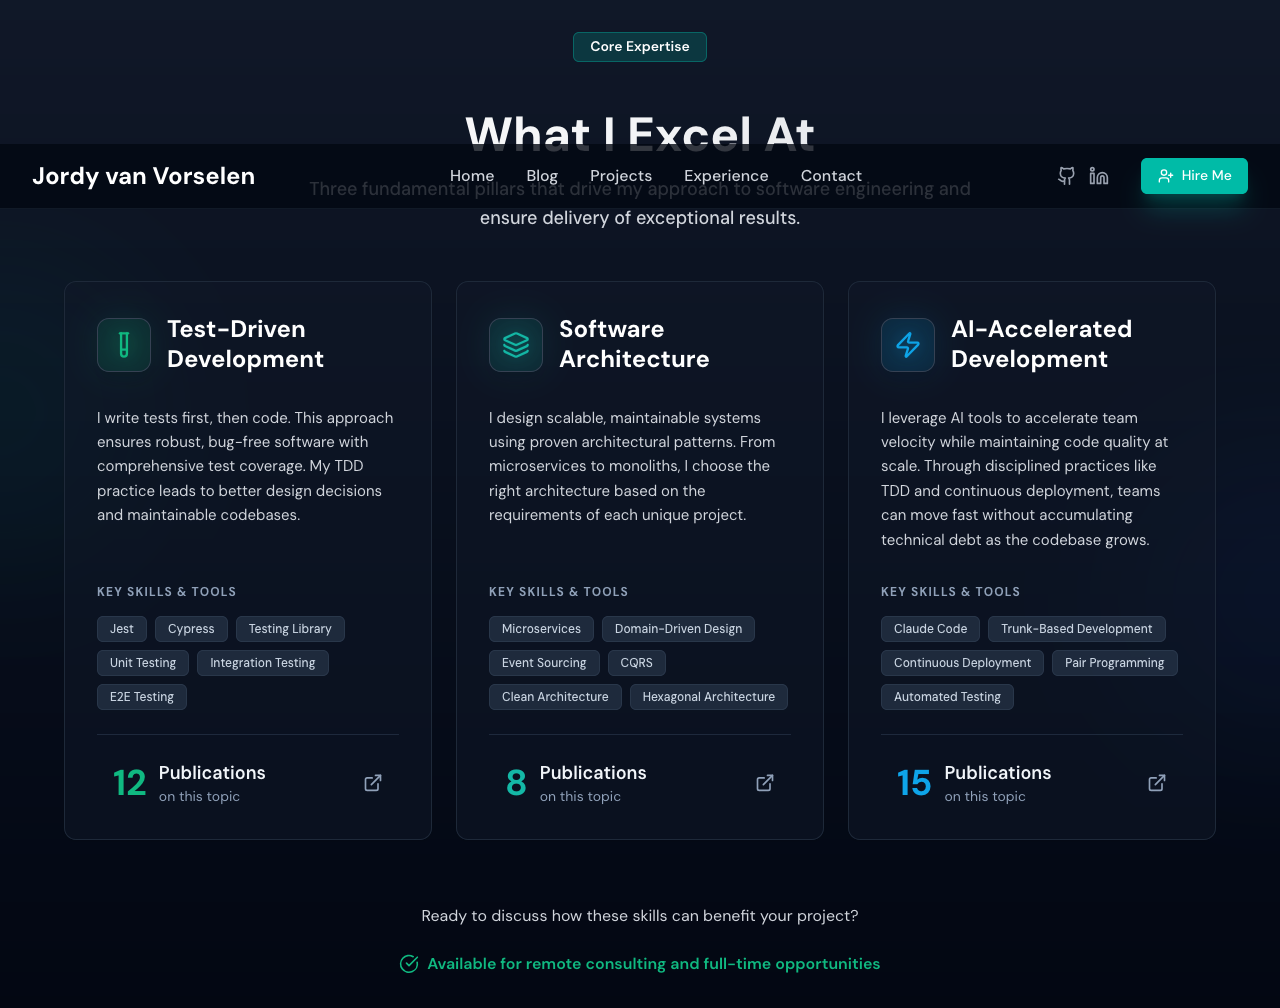 Core Expertise
What I Excel At
Jordy van Vorselen
Home
Blog
Projects
Experience
Contact
Hire Me
Three fundamental pillars that drive my approach to software engineering and
ensure delivery of exceptional results.
Test-Driven
Development
I write tests first, then code. This approach
ensures robust, bug-free software with
comprehensive test coverage. My TDD
practice leads to better design decisions
and maintainable codebases.
KEY SKILLS & TOOLS
Jest
Cypress
Testing Library
Unit Testing
Integration Testing
E2E Testing
12
Publications
on this topic
Software
Architecture
I design scalable, maintainable systems
using proven architectural patterns. From
microservices to monoliths, I choose the
right architecture based on the
requirements of each unique project.
KEY SKILLS & TOOLS
Microservices
Domain-Driven Design
Event Sourcing
CQRS
Clean Architecture
Hexagonal Architecture
8
Publications
on this topic
AI-Accelerated
Development
I leverage AI tools to accelerate team
velocity while maintaining code quality at
scale. Through disciplined practices like
TDD and continuous deployment, teams
can move fast without accumulating
technical debt as the codebase grows.
KEY SKILLS & TOOLS
Claude Code
Trunk-Based Development
Continuous Deployment
Pair Programming
Automated Testing
15
Publications
on this topic
Ready to discuss how these skills can benefit your project?
Available for remote consulting and full-time opportunities